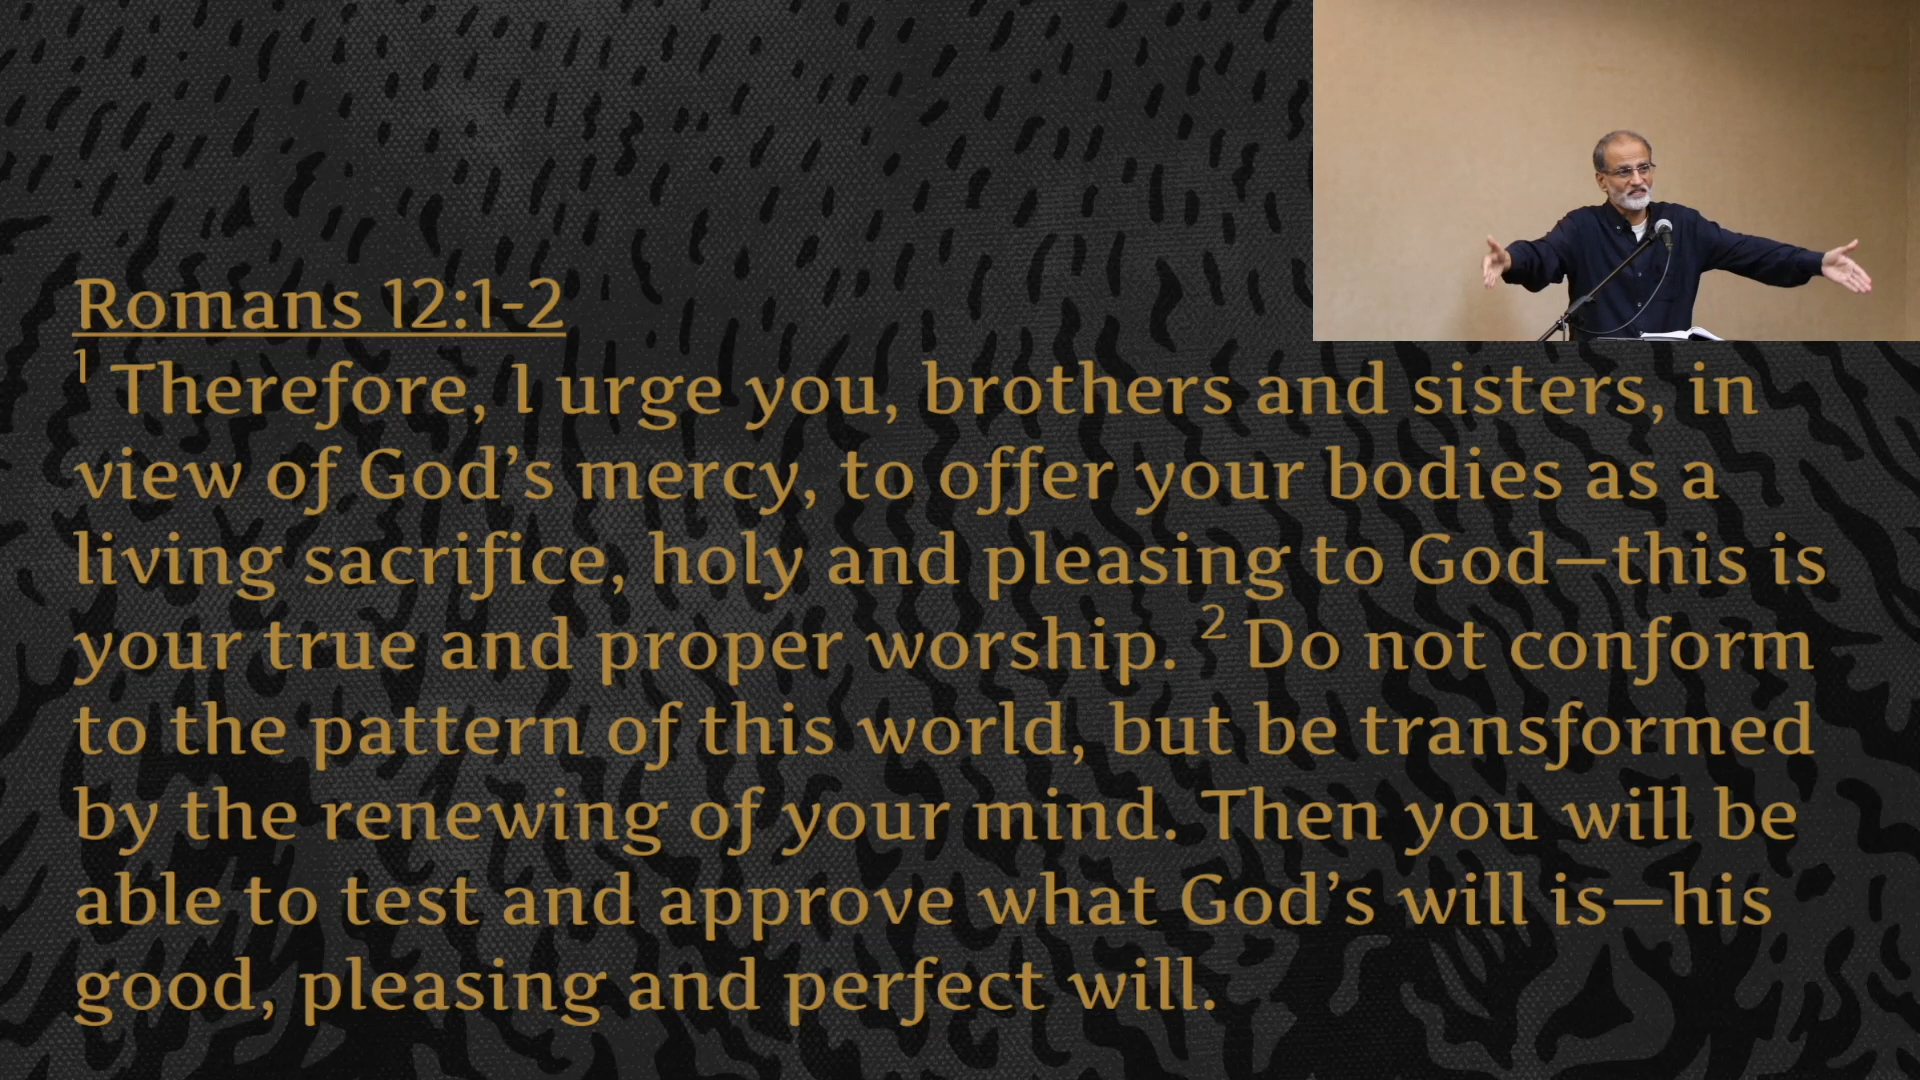 Romans 12:1-2
1 Therefore, I urge you, brothers and sisters, in
view of God’s mercy, to offer your bodies as a
living sacrifice, holy and pleasing to God—this is
your true and proper worship. 2 Do not conform
to the pattern of this world, but be transformed
by the renewing of your mind. Then you will be
able to test and approve what God’s will is—his
good, pleasing and perfect will.